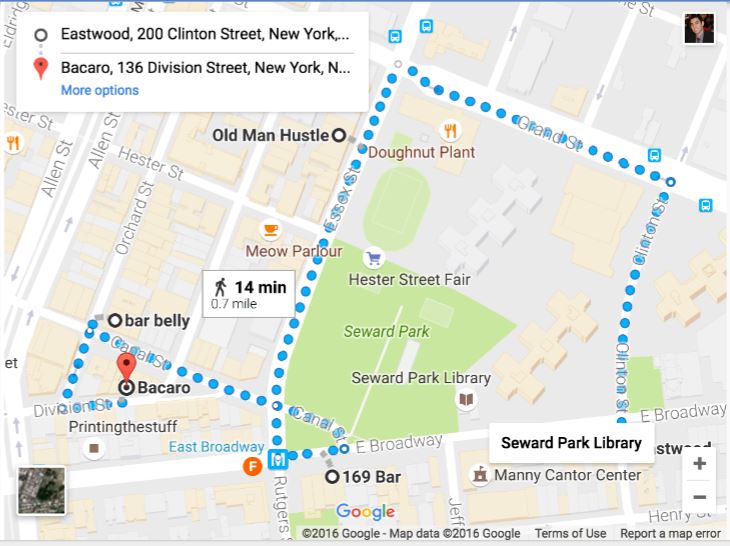 Eastwood, 200 Clinton Street, New York,...
Bacaro, 136 Division Street, New York, N...
More options
Allen St
Allen St
Orchard St
Hester St
Old Man Hustle
Doughnut Plant
Grand St
Essex St
Clinton St
Meow Parlour
Hester Street Fair
14 min
0.7 mile
bar belly
Seward Park
Canal St
Clinton St
Bacaro
Seward Park Library
Division St
Printingthestuff
Canal St
E Broadway
E Broadway
East Broadway
F
Seward Park Library
169 Bar
Manny Cantor Center
Rutgers
Henry St
Google
©2016 Google - Map data ©2016 Google
Terms of Use
Report a map error